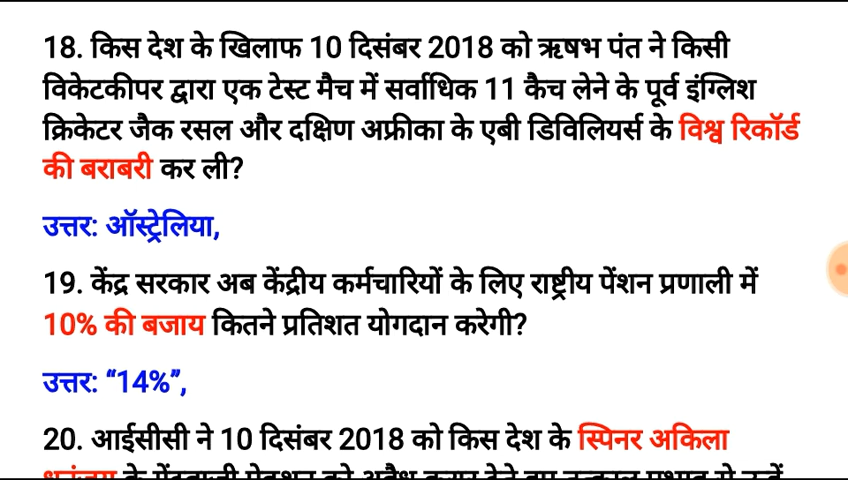 18. किस देश के खिलाफ 10 दिसंबर 2018 को ऋषभ पंत ने किसी
विकेटकीपर द्वारा एक टेस्ट मैच में सर्वाधिक 11 कैच लेने के पूर्व इंग्लिश
क्रिकेटर जैक रसल और दक्षिण अफ्रीका के एबी डिविलियर्स के विश्व रिकॉर्ड
की बराबरी कर ली?
उत्तर: ऑस्ट्रेलिया,
19. केंद्र सरकार अब केंद्रीय कर्मचारियों के लिए राष्ट्रीय पेंशन प्रणाली में
10% की बजाय कितने प्रतिशत योगदान करेगी?
उत्तर: “14%”,
20. आईसीसी ने 10 दिसंबर 2018 को किस देश के स्पिनर अकिला